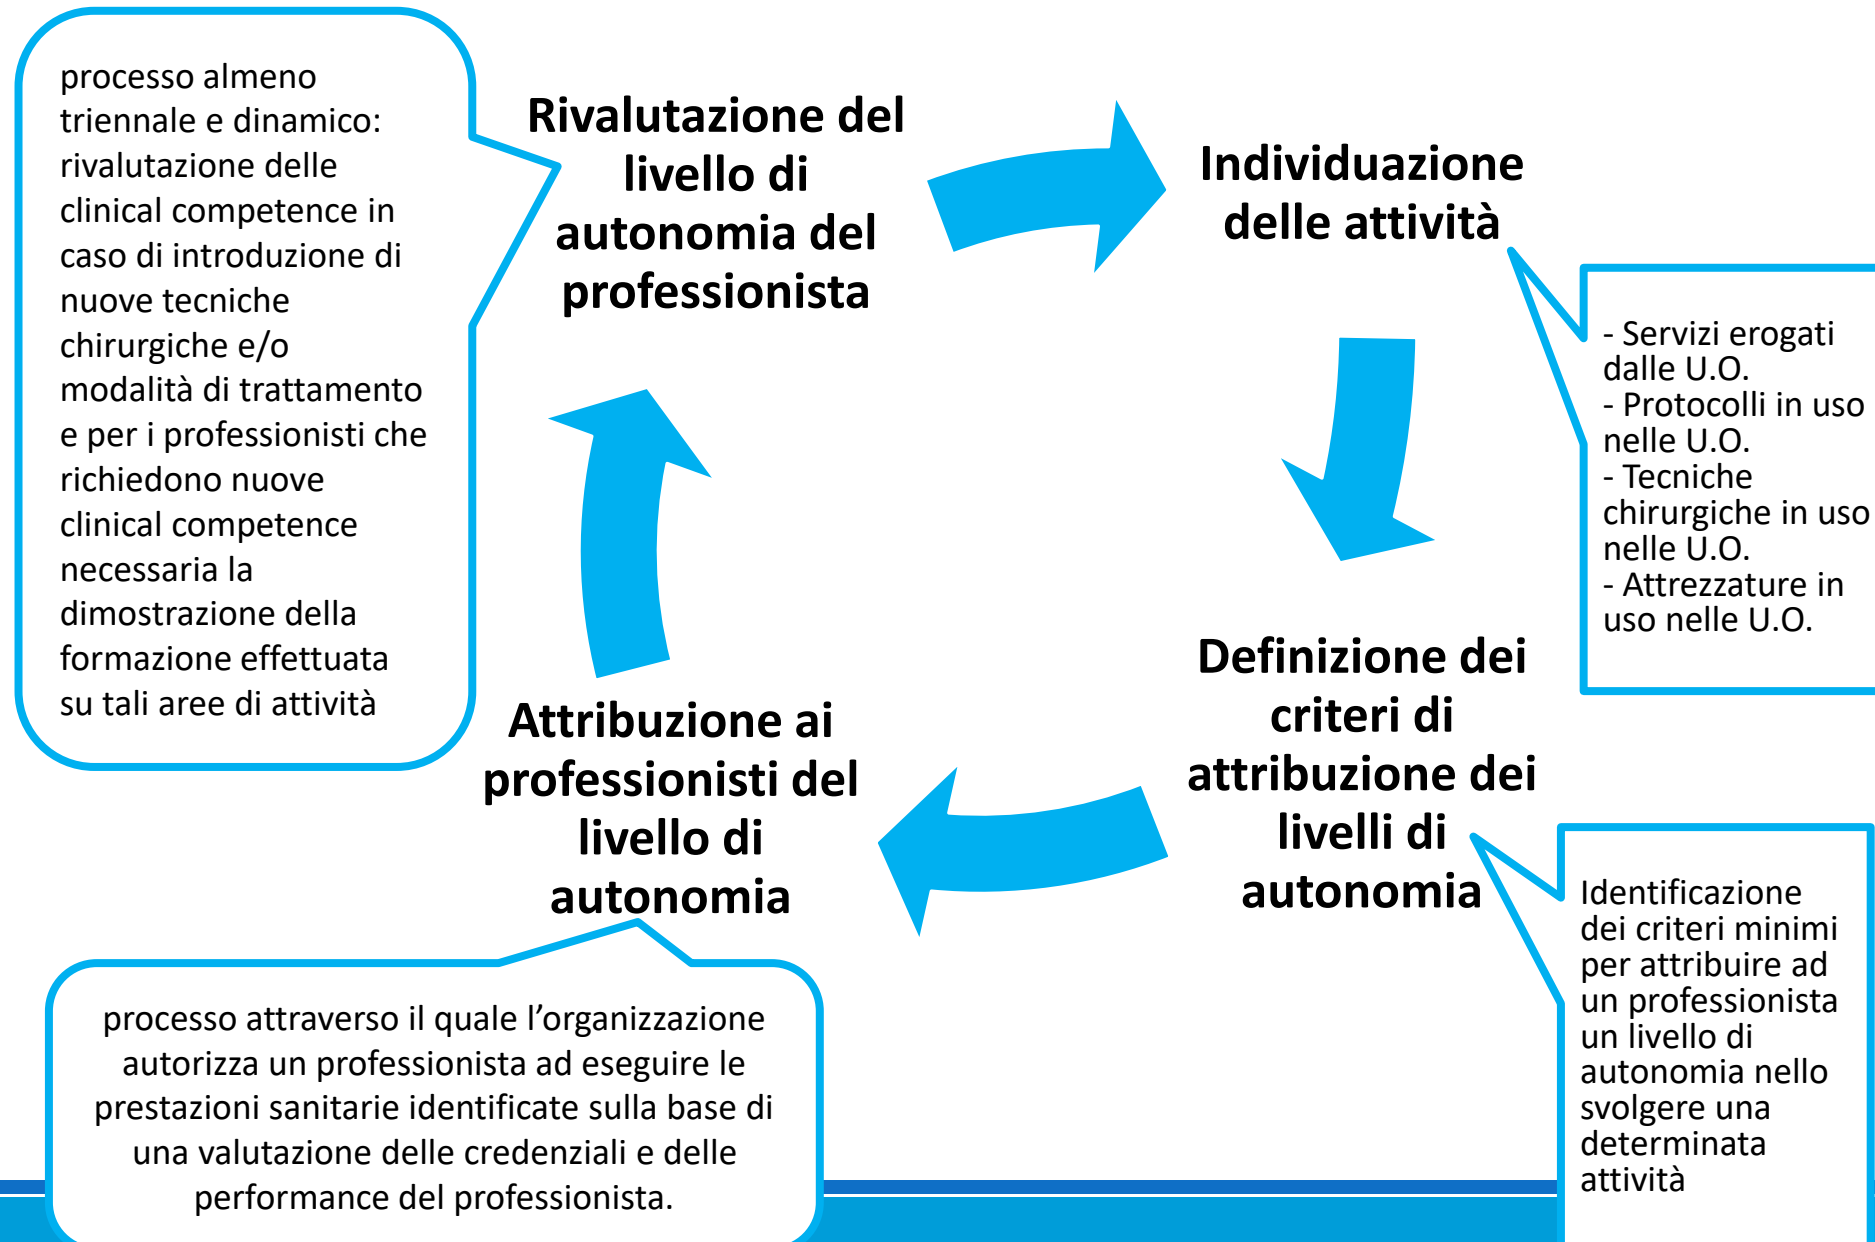 processo almeno
triennale e dinamico:
rivalutazione delle
clinical competence in
caso di introduzione di
nuove tecniche
chirurgiche e/o
modalità di trattamento
e per i professionisti che
richiedono nuove
clinical competence
necessaria la
dimostrazione della
formazione effettuata
su tali aree di attività
Rivalutazione del
livello di
autonomia del
professionista
Individuazione
delle attività
- Servizi erogati
dalle U.O.
- Protocolli in uso
nelle U.O.
- Tecniche
chirurgiche in uso
nelle U.O.
- Attrezzature in
uso nelle U.O.
Definizione dei
criteri di
attribuzione dei
livelli di
autonomia
Identificazione
dei criteri minimi
per attribuire ad
un professionista
un livello di
autonomia nello
svolgere una
determinata
attività
Attribuzione ai
professionisti del
livello di
autonomia
processo attraverso il quale l’organizzazione
autorizza un professionista ad eseguire le
prestazioni sanitarie identificate sulla base di
una valutazione delle credenziali e delle
performance del professionista.